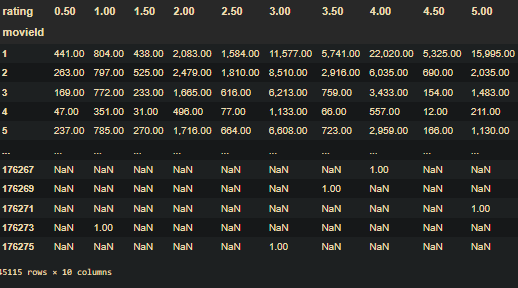 rating 0.50 1.00 1.50 2.00 2.50 3.00 3.50 4.00 4.50 5.00
movieId
1 441.00 804.00 438.00 2,083.00 1,584.00 11,577.00 5,741.00 22,020.00 5,325.00 15,995.00
2 263.00 797.00 525.00 2,479.00 1,810.00 8,510.00 2,916.00 6,035.00 690.00 2,035.00
3 169.00 772.00 233.00 1,665.00 616.00 6,213.00 759.00 3,433.00 154.00 1,483.00
4 47.00 351.00 31.00 496.00 77.00 1,133.00 66.00 557.00 12.00 211.00
5 237.00 785.00 270.00 1,716.00 664.00 6,608.00 723.00 2,959.00 166.00 1,130.00
... ... ... ... ... ... ... ... ... ... ...
176267 NaN NaN NaN NaN NaN NaN NaN 1.00 NaN NaN
176269 NaN NaN NaN NaN NaN NaN 1.00 NaN NaN NaN
176271 NaN NaN NaN NaN NaN NaN NaN NaN NaN 1.00
176273 NaN 1.00 NaN NaN NaN NaN NaN NaN NaN NaN
176275 NaN NaN NaN NaN NaN 1.00 NaN NaN NaN NaN
45115 rows × 10 columns